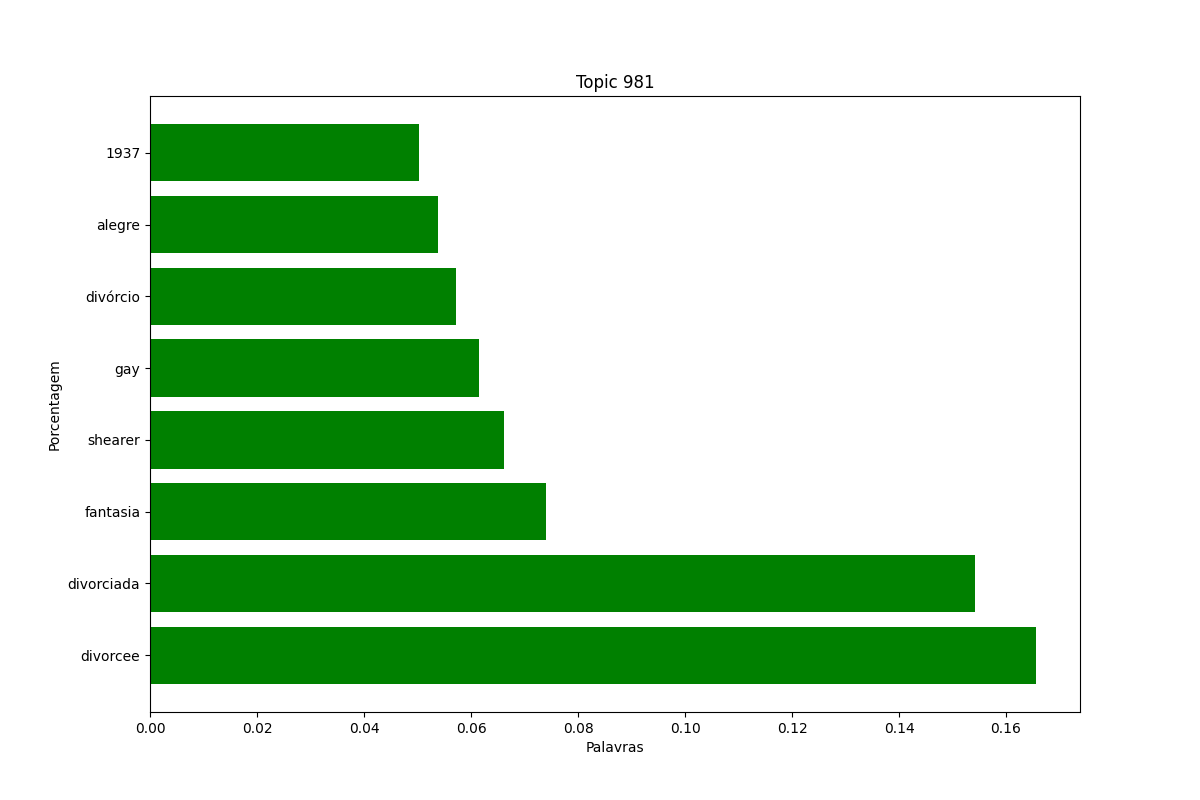 Topic 981
1937
alegre
divórcio
gay
shearer
fantasia
divorciada
divorcee
Porcentagem
0.00 0.02 0.04 0.06 0.08 0.10 0.12 0.14 0.16
Palavras